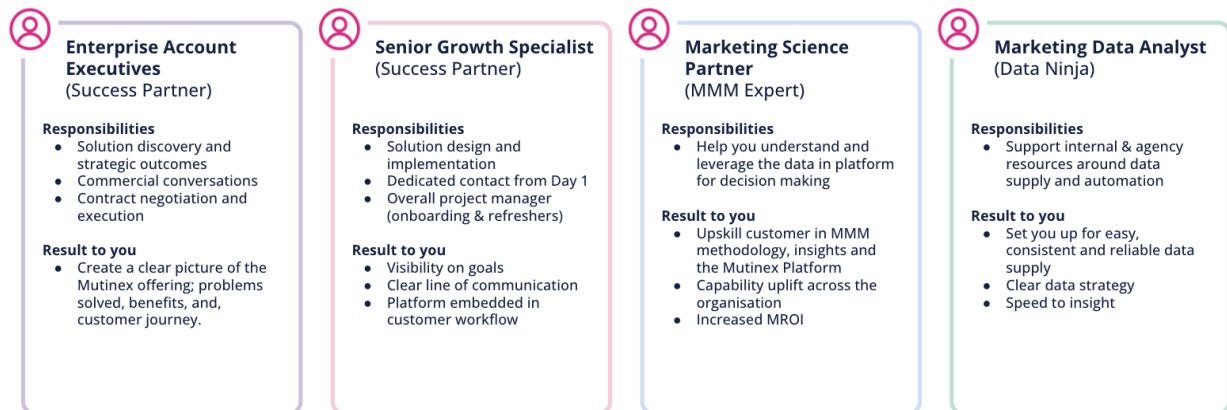 Enterprise Account
Executives
(Success Partner)
Responsibilities
● Solution discovery and
strategic outcomes
● Commercial conversations
● Contract negotiation and
execution
Result to you
● Create a clear picture of the
Mutinex offering; problems
solved, benefits, and,
customer journey.
Senior Growth Specialist
(Success Partner)
Responsibilities
● Solution design and
implementation
● Dedicated contact from Day 1
● Overall project manager
(onboarding & refreshers)
Result to you
● Visibility on goals
● Clear line of communication
● Platform embedded in
customer workflow
Marketing Science
Partner
(MMM Expert)
Responsibilities
● Help you understand and
leverage the data in platform
for decision making
Result to you
● Upskill customer in MMM
methodology, insights and
the Mutinex Platform
● Capability uplift across the
organisation
● Increased MROI
Marketing Data Analyst
(Data Ninja)
Responsibilities
● Support internal & agency
resources around data
supply and automation
Result to you
● Set you up for easy,
consistent and reliable data
supply
● Clear data strategy
● Speed to insight